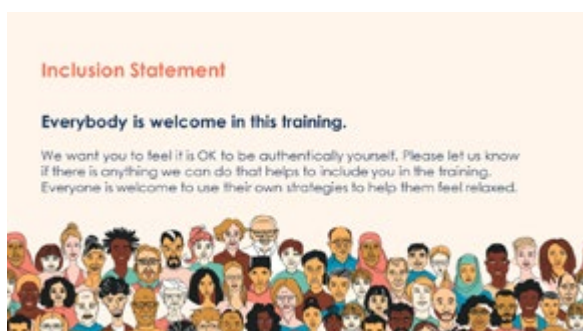 Inclusion Statement
Everybody is welcome in this training.
We want you to feel it is OK to be authentically yourself. Please let us know
if there is anything we can do that helps to include you in the training.
Everyone is welcome to use their own strategies to help them feel relaxed.